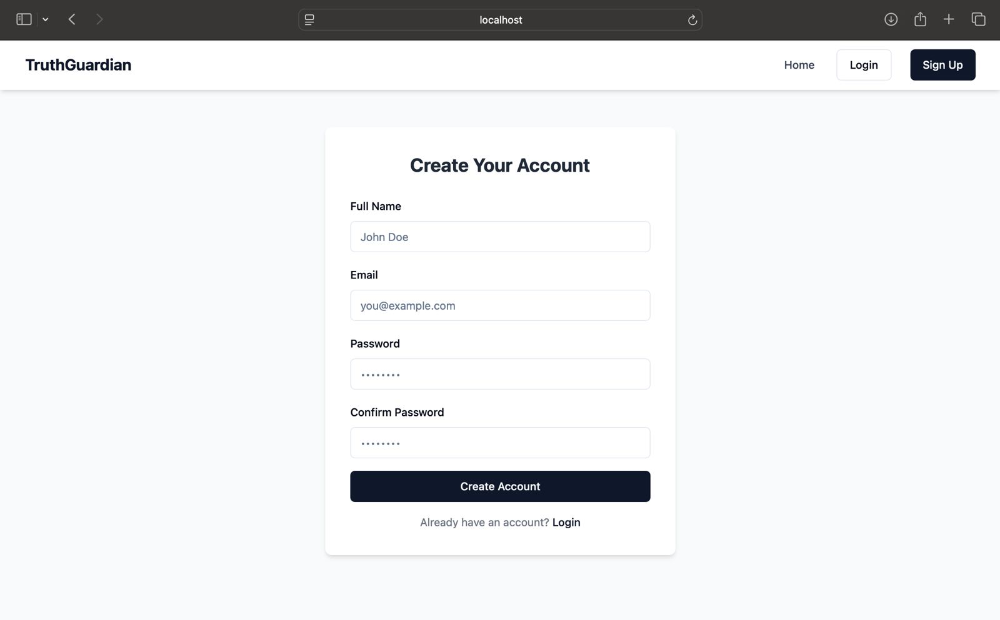 localhost
TruthGuardian
Home
Login
Sign Up
Create Your Account
Full Name
John Doe
Email
you@example.com
Password
••••••••
Confirm Password
••••••••
Create Account
Already have an account? Login